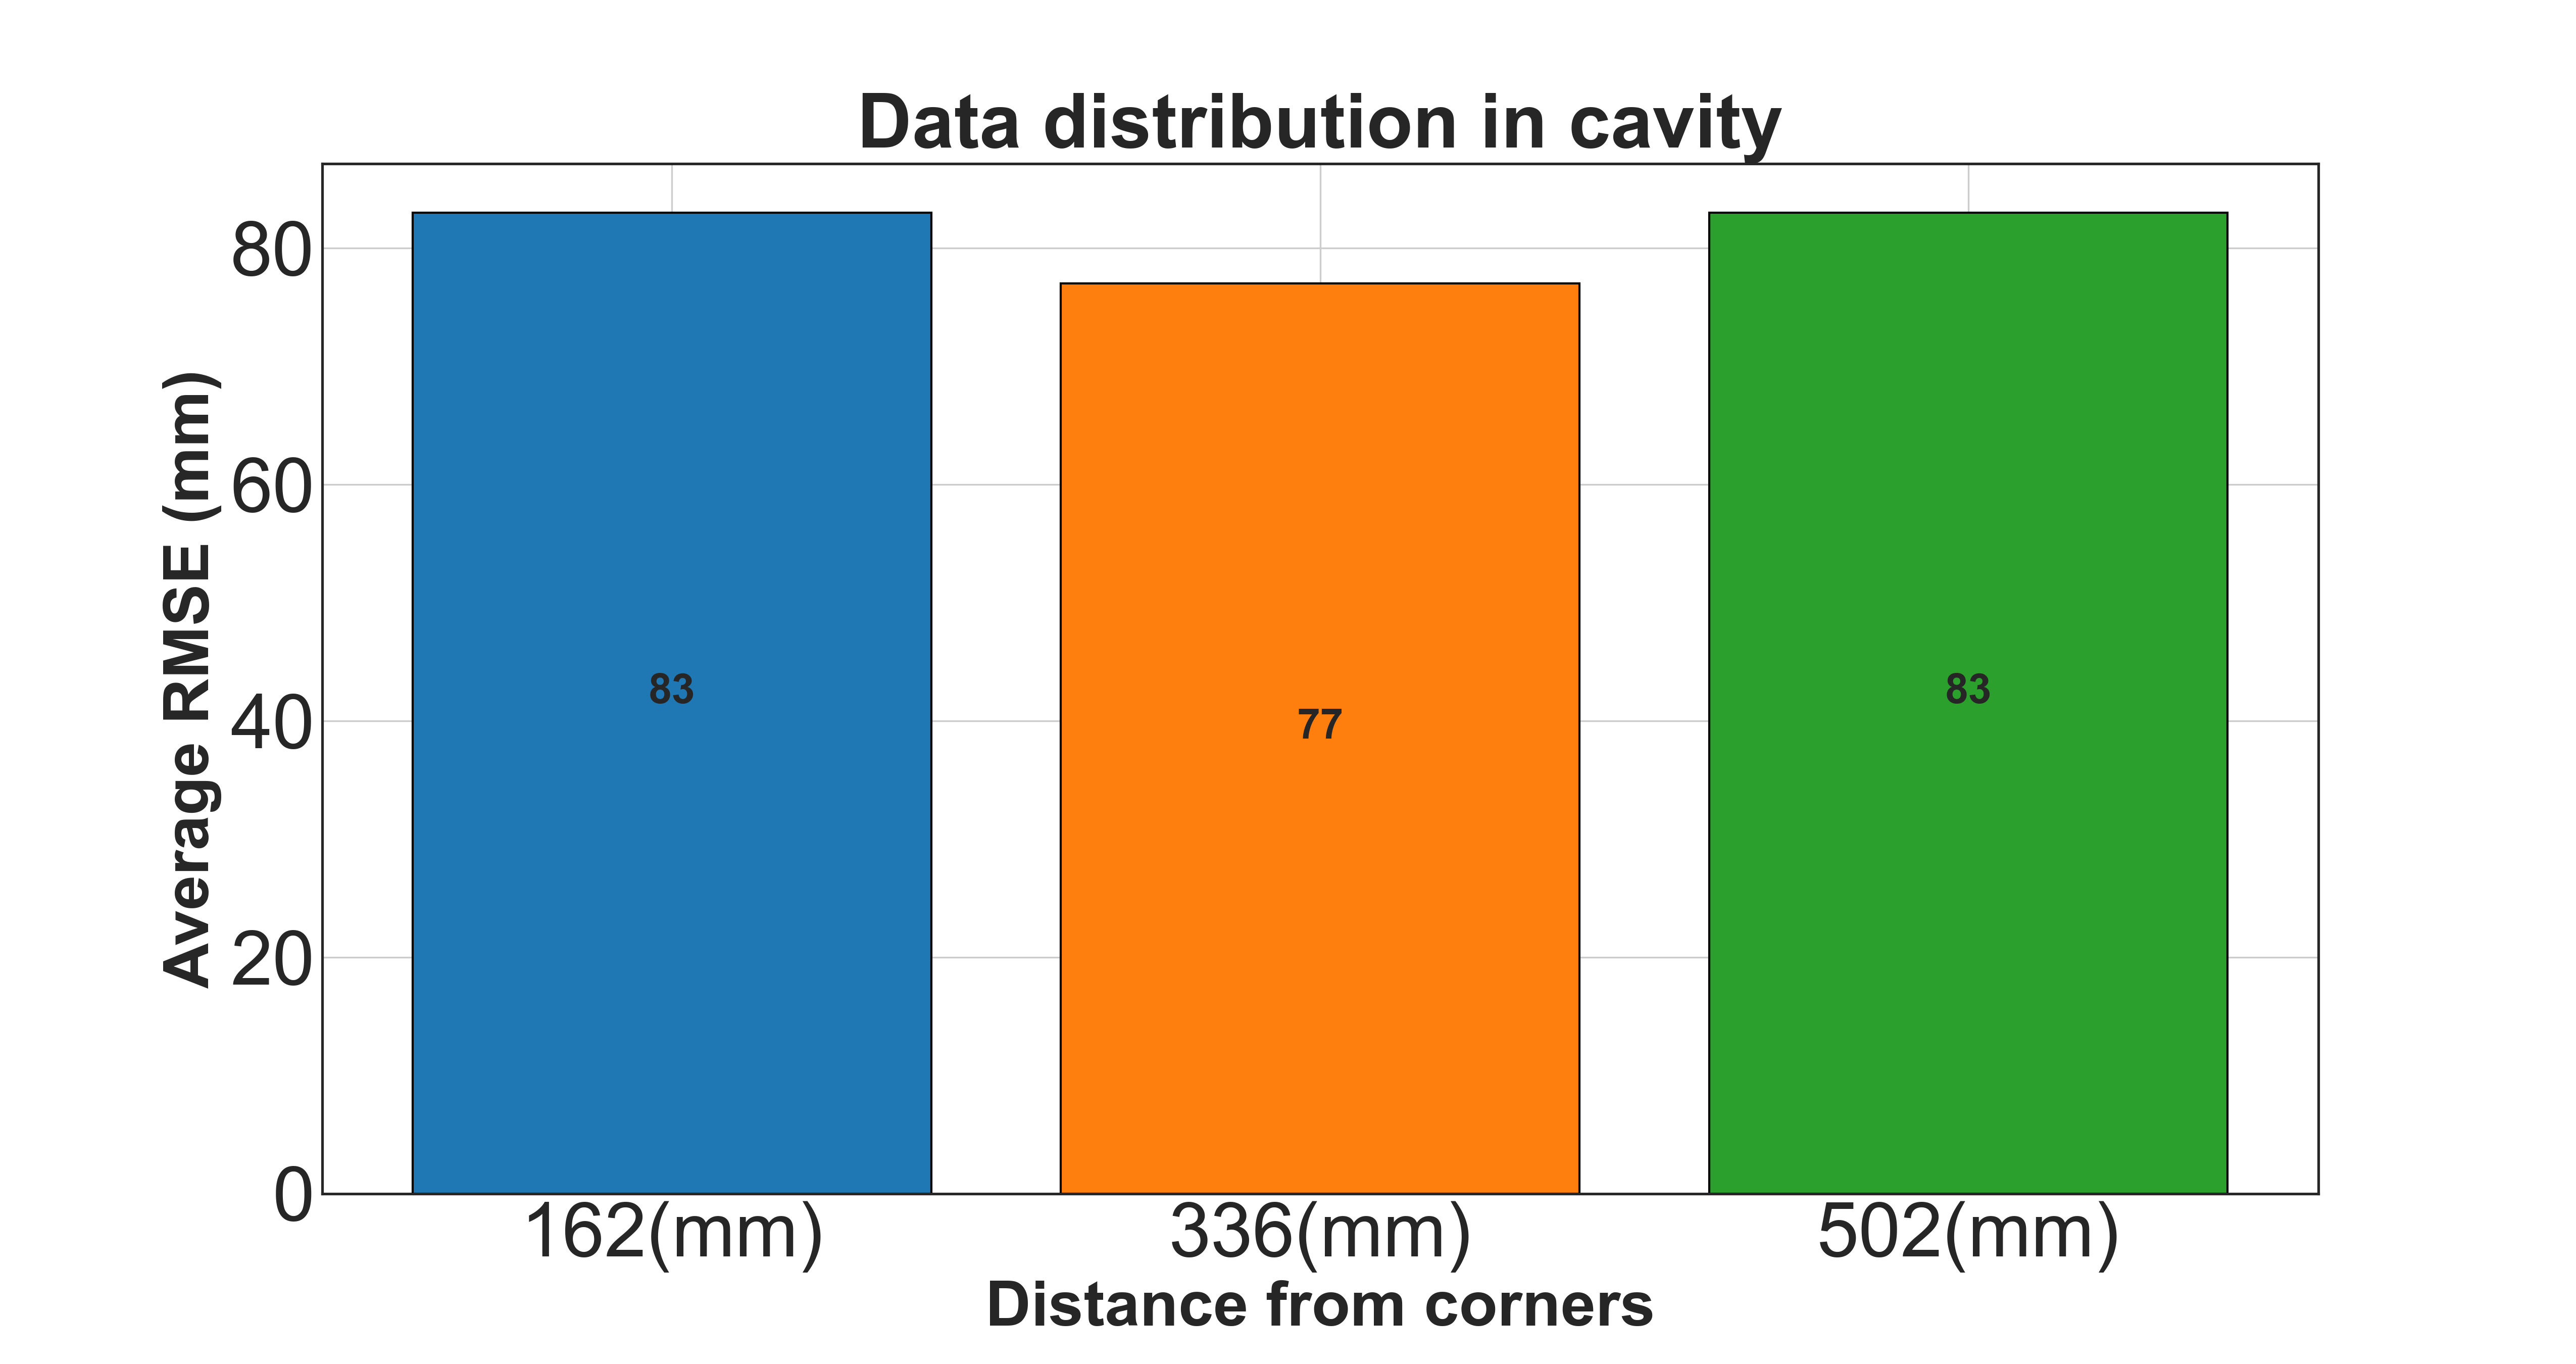 Data distribution in cavity
Average RMSE (mm)
80
60
40
20
0
83
77
83
162(mm)
336(mm)
502(mm)
Distance from corners